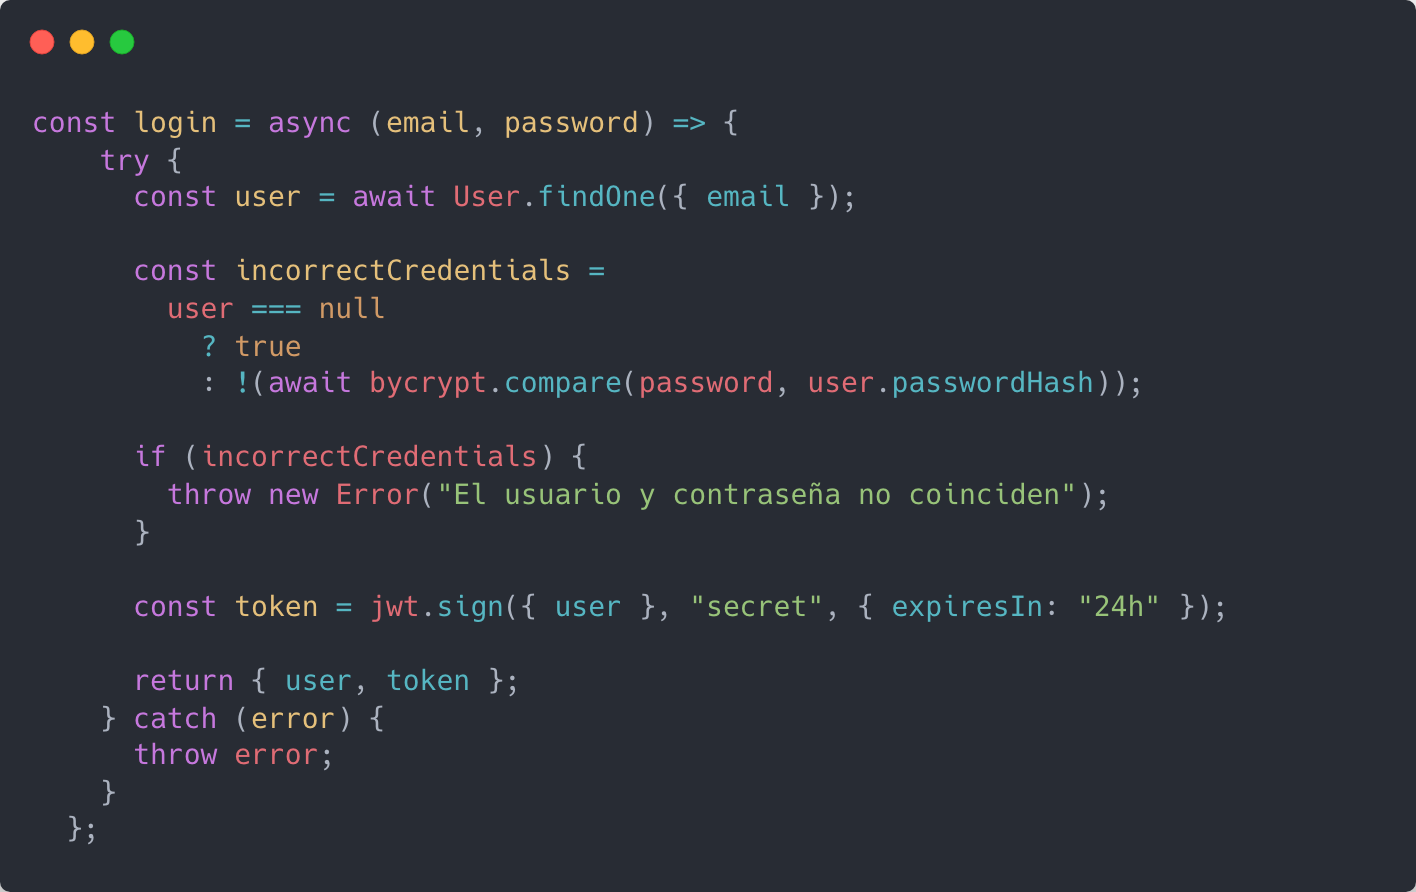 const login = async (email, password) => {
    try {
      const user = await User.findOne({ email });

      const incorrectCredentials =
        user === null
          ? true
          : !(await bycrypt.compare(password, user.passwordHash));

      if (incorrectCredentials) {
        throw new Error("El usuario y contraseña no coinciden");
      }

      const token = jwt.sign({ user }, "secret", { expiresIn: "24h" });

      return { user, token };
    } catch (error) {
      throw error;
    }
  };